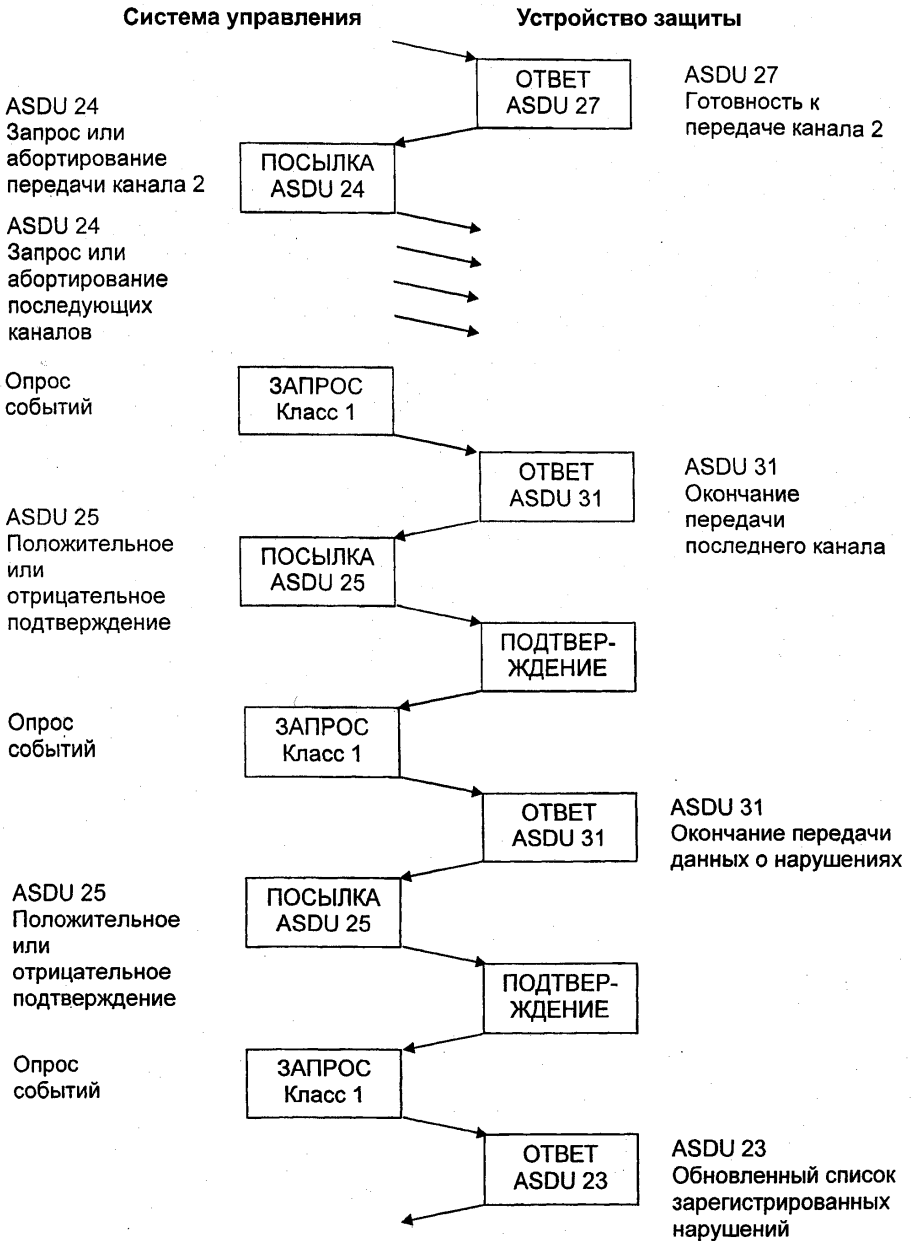 Система управления
Устройство защиты
ОТВЕТ
ASDU 27
ASDU 27
Готовность к
передаче канала 2
ASDU 24
Запрос или
абортирование
передачи канала 2
ПОСЫЛКА
ASDU 24
ASDU 24
Запрос или
абортирование
последующих
каналов
Опрос
событий
ЗАПРОС
Класс 1
ОТВЕТ
ASDU 31
ASDU 31
Окончание
передачи
последнего канала
ASDU 25
Положительное
или
отрицательное
подтверждение
ПОСЫЛКА
ASDU 25
ПОДТВЕР-
ЖДЕНИЕ
Опрос
событий
ЗАПРОС
Класс 1
ОТВЕТ
ASDU 31
ASDU 31
Окончание передачи
данных о нарушениях
ASDU 25
Положительное
или
отрицательное
подтверждение
ПОСЫЛКА
ASDU 25
ПОДТВЕР-
ЖДЕНИЕ
Опрос
событий
ЗАПРОС
Класс 1
ОТВЕТ
ASDU 23
ASDU 23
Обновленный список
зарегистрированных
нарушений